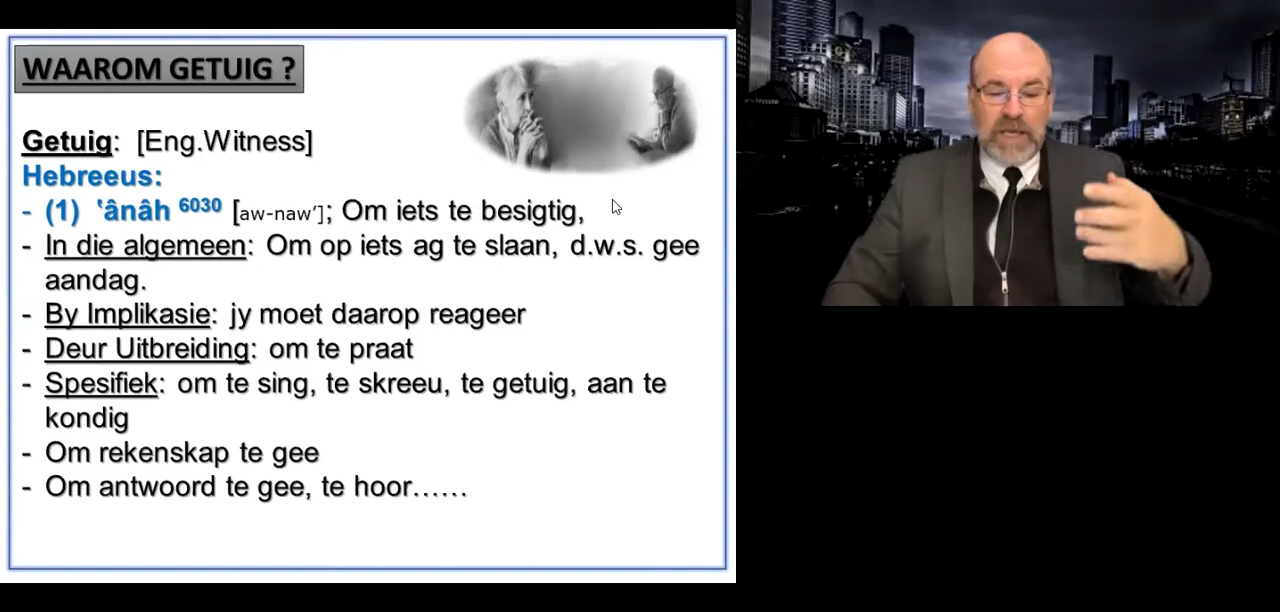 WAAROM GETUIG ?
Getuig: [Eng.Witness]
Hebreeus:
- (1) ‛ânâh 6030 [aw-naw’]; Om iets te besigtig,
- In die algemeen: Om op iets ag te slaan, d.w.s. gee
aandag.
- By Implikasie: jy moet daarop reageer
- Deur Uitbreiding: om te praat
- Spesifiek: om te sing, te skreeu, te getuig, aan te
kondig
- Om rekenskap te gee
- Om antwoord te gee, te hoor……